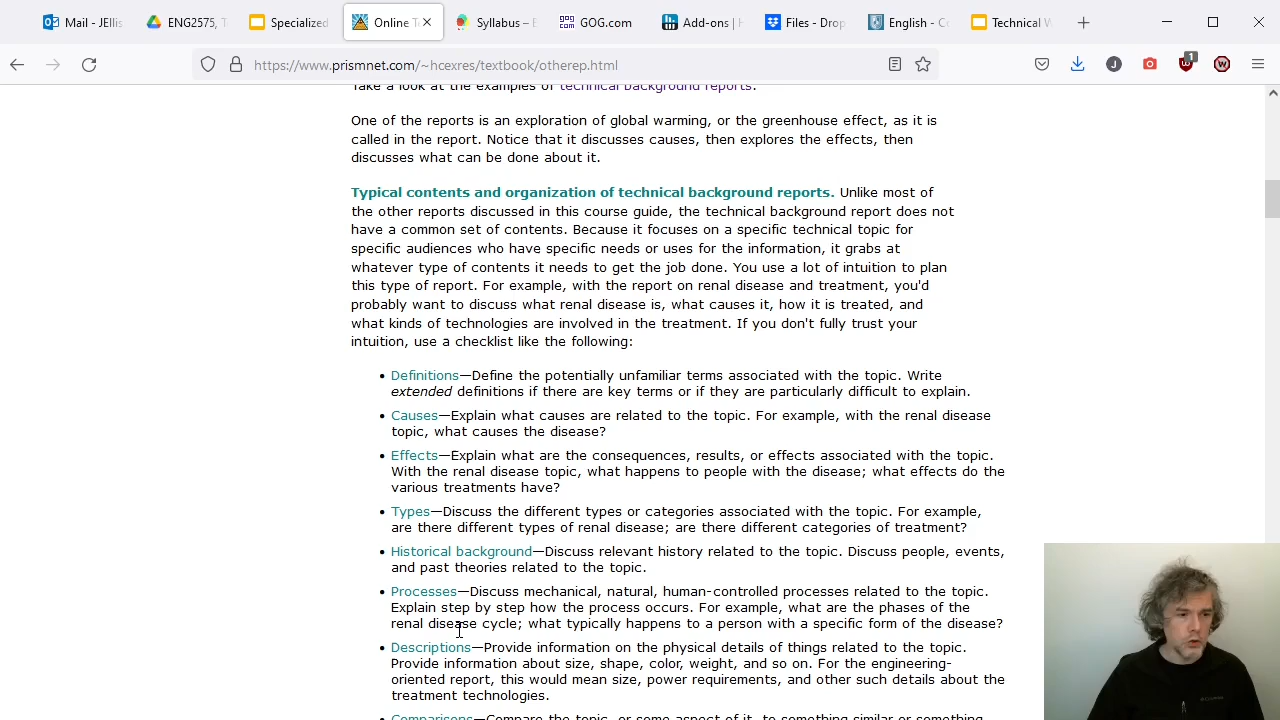 Mail - JEllis
ENG2575, T
Specialized
Online Te
Syllabus – E
GOG.com
Add-ons | H
Files - Drop
English - Co
Technical W
https://www.prismnet.com/~hcexres/textbook/otherep.html
1
Take a look at the examples of technical background reports.
One of the reports is an exploration of global warming, or the greenhouse effect, as it is
called in the report. Notice that it discusses causes, then explores the effects, then
discusses what can be done about it.
Typical contents and organization of technical background reports. Unlike most of
the other reports discussed in this course guide, the technical background report does not
have a common set of contents. Because it focuses on a specific technical topic for
specific audiences who have specific needs or uses for the information, it grabs at
whatever type of contents it needs to get the job done. You use a lot of intuition to plan
this type of report. For example, with the report on renal disease and treatment, you'd
probably want to discuss what renal disease is, what causes it, how it is treated, and
what kinds of technologies are involved in the treatment. If you don't fully trust your
intuition, use a checklist like the following:
• Definitions—Define the potentially unfamiliar terms associated with the topic. Write
extended definitions if there are key terms or if they are particularly difficult to explain.
• Causes—Explain what causes are related to the topic. For example, with the renal disease
topic, what causes the disease?
• Effects—Explain what are the consequences, results, or effects associated with the topic.
With the renal disease topic, what happens to people with the disease; what effects do the
various treatments have?
• Types—Discuss the different types or categories associated with the topic. For example,
are there different types of renal disease; are there different categories of treatment?
• Historical background—Discuss relevant history related to the topic. Discuss people, events,
and past theories related to the topic.
• Processes—Discuss mechanical, natural, human-controlled processes related to the topic.
Explain step by step how the process occurs. For example, what are the phases of the
renal disease cycle; what typically happens to a person with a specific form of the disease?
• Descriptions—Provide information on the physical details of things related to the topic.
Provide information about size, shape, color, weight, and so on. For the engineering-
oriented report, this would mean size, power requirements, and other such details about the
treatment technologies.
• Comparisons—Compare the topic, or some aspect of it, to something similar or something